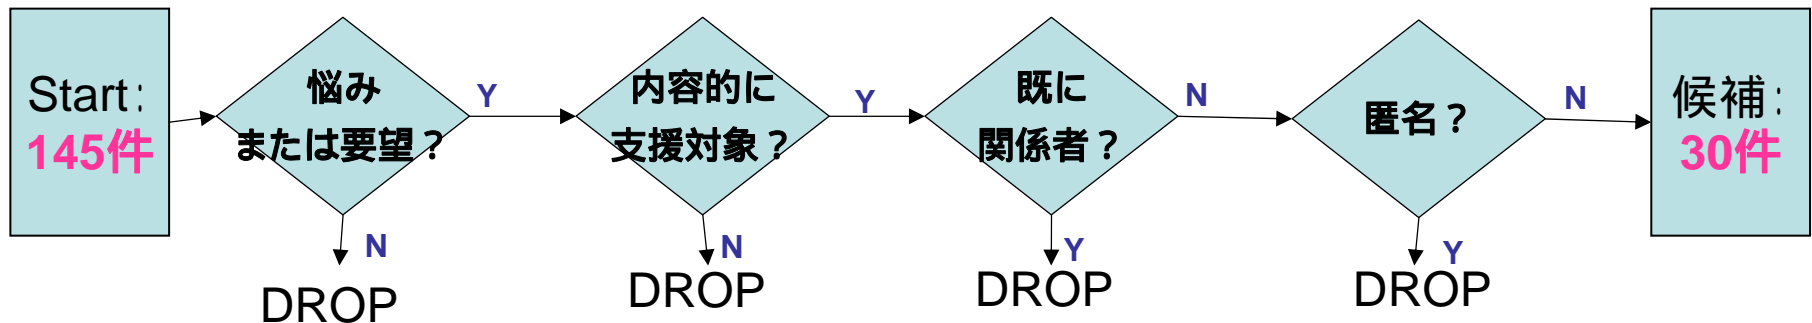 Start:
145件
悩み
または要望？
Y
N
DROP
内容的に
支援対象？
Y
N
DROP
既に
関係者？
N
Y
DROP
匿名？
N
Y
DROP
候補:
30件